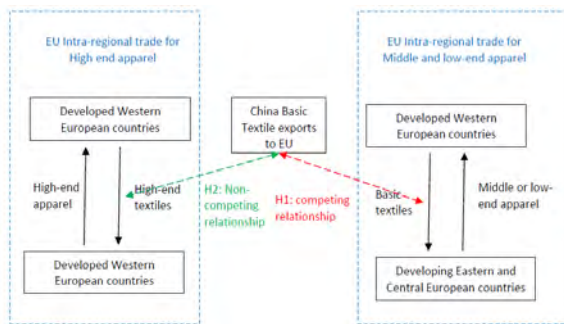 EU Intra-regional trade for
High end apparel
EU Intra-regional trade for
Middle and low-end apparel
Developed Western
European countries
China Basic
Textile exports
to EU
Developed Western
European countries
High-end
apparel
High-end
textiles
H2: Non-
competing
relationship
H1: competing
relationship
Basic
textiles
Middle or low-
end apparel
Developed Western
European countries
Developing Eastern and
Central European countries